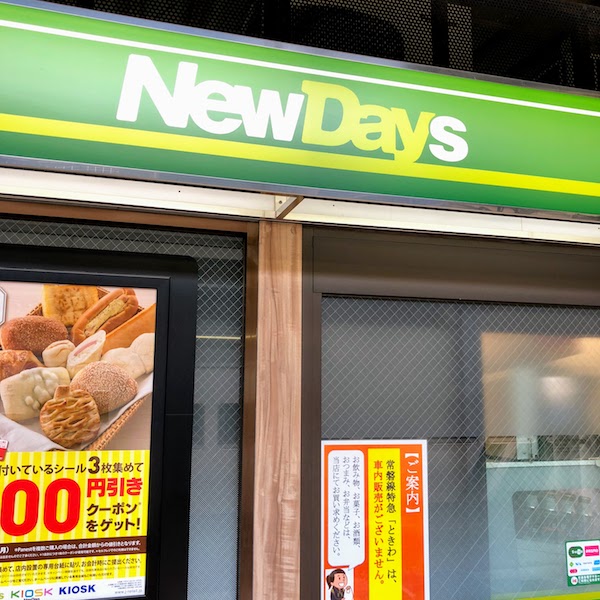 NewDays
付いているシール3枚集めて
00円引き
クーポン
をゲット!
KIOSK KIOSK
【ご案内】
常磐線特急「ときわ」は、
車内販売がございません。
お飲み物、お菓子、お酒類、
おつまみ、お弁当などは、
当店にてお買い求めください。